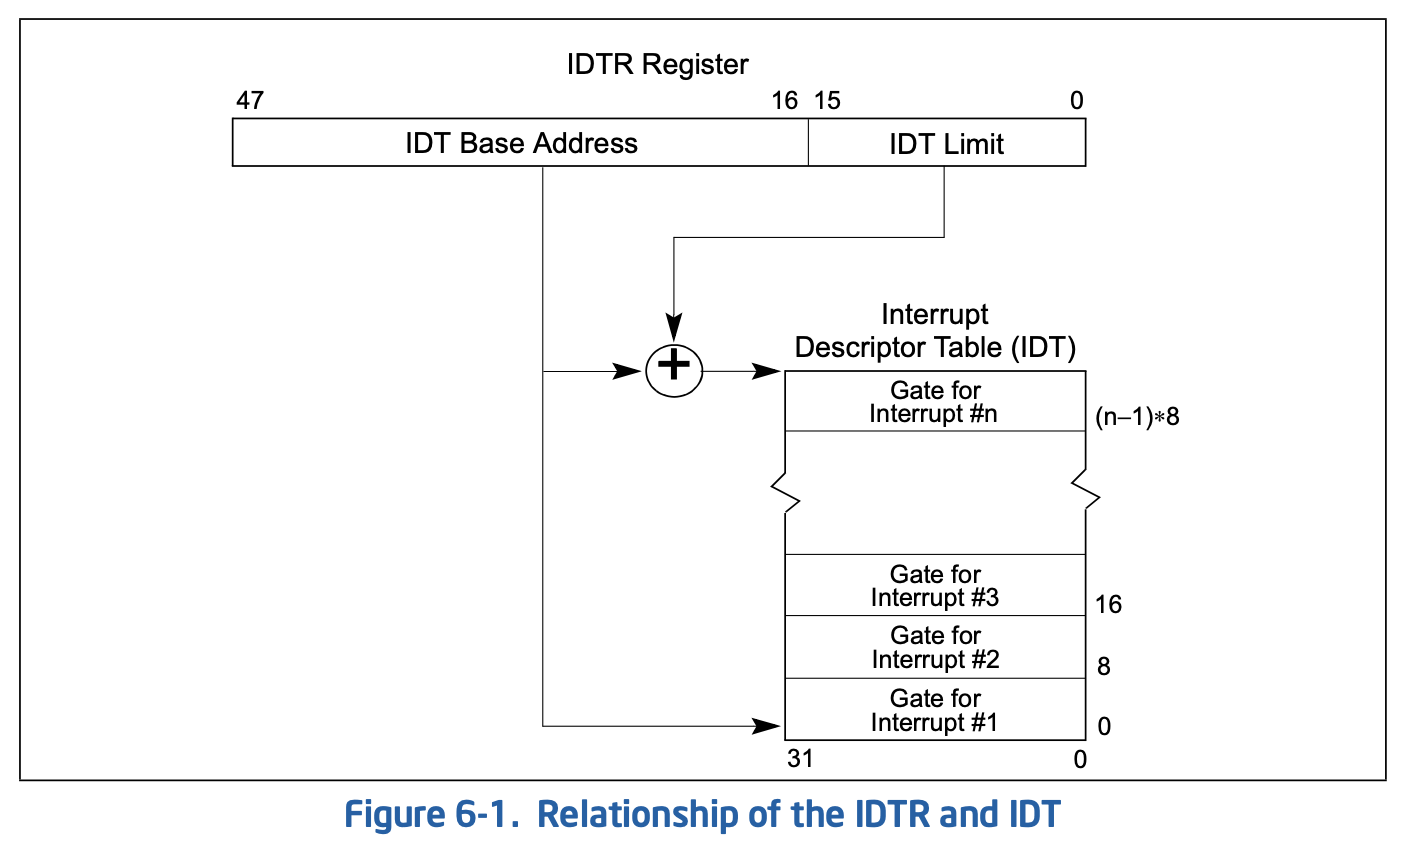 IDTR Register
47 16 15 0
IDT Base Address IDT Limit
+
Interrupt
Descriptor Table (IDT)
Gate for
Interrupt #n
(n–1)∗8
Gate for
Interrupt #3
16
Gate for
Interrupt #2
8
Gate for
Interrupt #1
0
31 0
Figure 6-1. Relationship of the IDTR and IDT